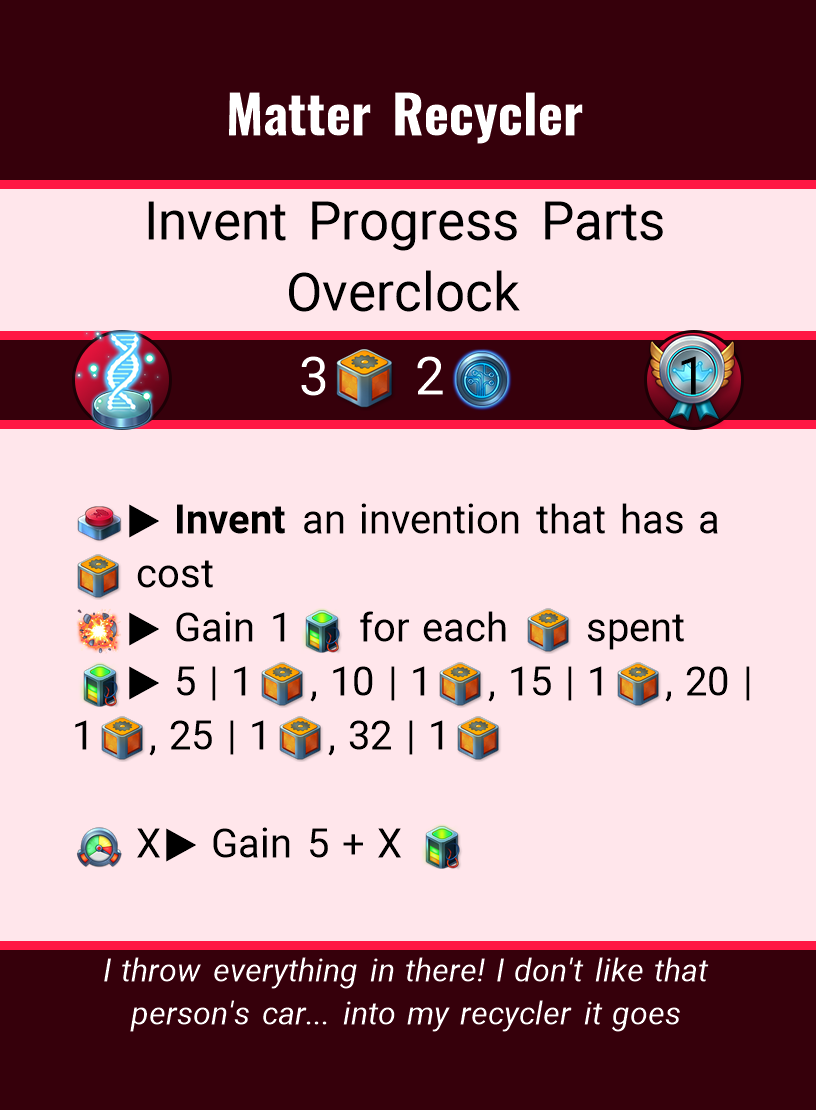 Matter Recycler
Invent Progress Parts
Overclock
3 2 1
▶ Invent an invention that has a
cost
▶ Gain 1 for each spent
▶ 5 | 1 , 10 | 1 , 15 | 1 , 20 |
1 , 25 | 1 , 32 | 1
X▶ Gain 5 + X
I throw everything in there! I don't like that
person's car... into my recycler it goes